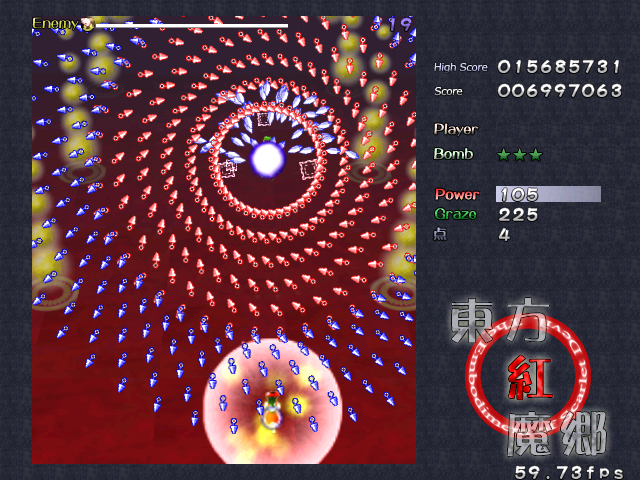 Enemy 19
High Score 015685731
Score 006997063
Player
Bomb ★★★
Power 105
Graze 225
点 4
東方
紅
魔郷
59.73fps